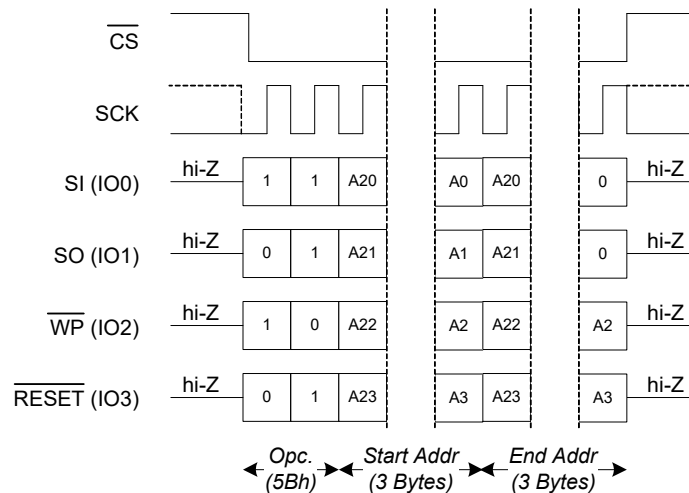 CS
SCK
hi-Z hi-Z
SI (IO0) 1 1 A20 A0 A20 0
hi-Z hi-Z
SO (IO1) 0 1 A21 A1 A21 0
hi-Z hi-Z
WP (IO2) 1 0 A22 A2 A22 A2
hi-Z hi-Z
RESET (IO3) 0 1 A23 A3 A23 A3
Opc. Start Addr End Addr
(5Bh) (3 Bytes) (3 Bytes)